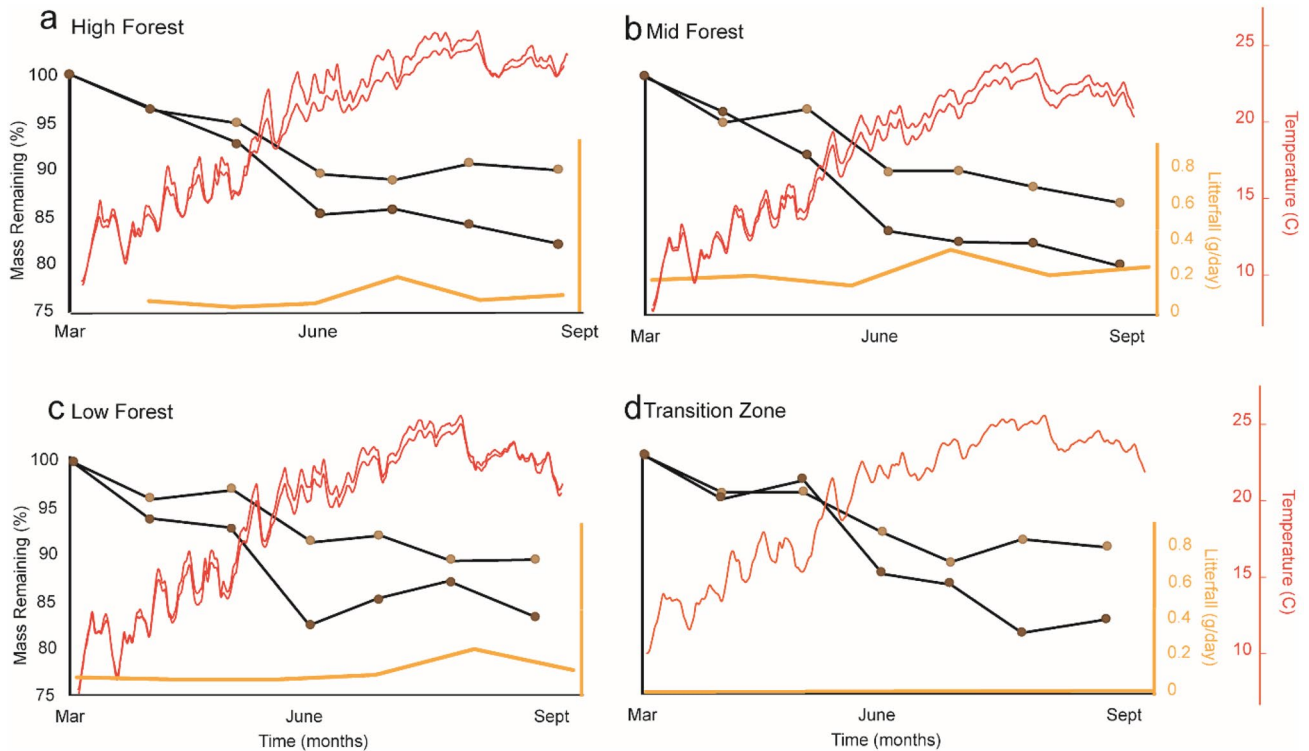 a High Forest
100
95
90
85
80
75
Mass Remaining (%)
Mar
June
Sept
b Mid Forest
0.8
0.6
0.4
0.2
0
Litterfall (g/day)
25
20
15
10
Temperature (C)
Mar
June
Sept
c Low Forest
100
95
90
85
80
75
Mass Remaining (%)
Mar
June
Sept
Time (months)
d Transition Zone
0.8
0.6
0.4
0.2
0
Litterfall (g/day)
25
20
15
10
Temperature (C)
Mar
June
Sept
Time (months)